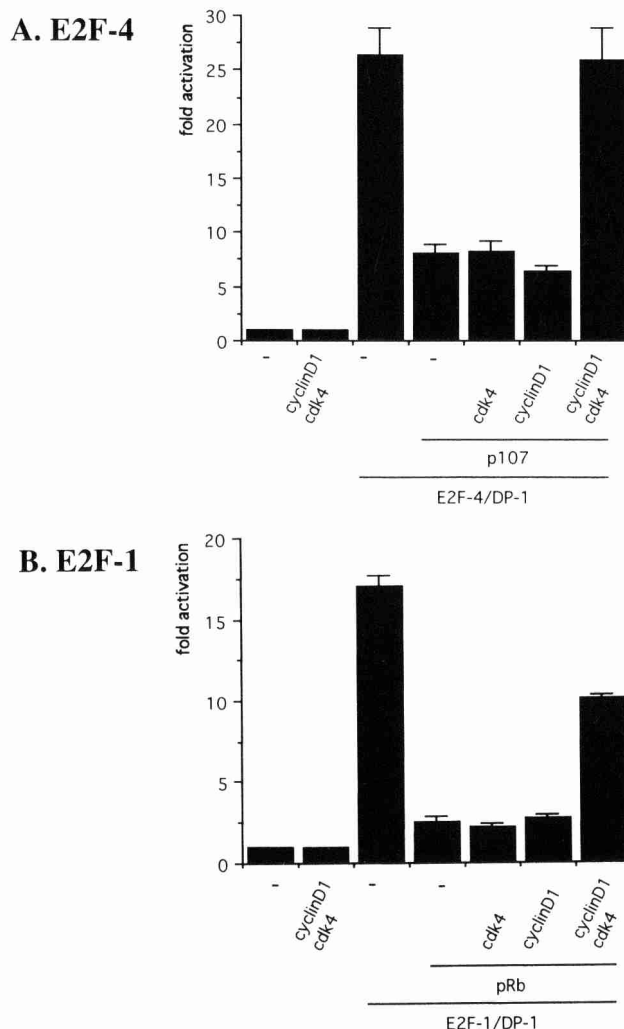 A. E2F-4
fold activation
30
25
20
15
10
5
0
-
cyclinD1
cdk4
-
-
cdk4
cyclinD1
cyclinD1
cdk4
p107
E2F-4/DP-1
B. E2F-1
fold activation
20
15
10
5
0
-
cyclinD1
cdk4
-
-
cdk4
cyclinD1
cyclinD1
cdk4
pRb
E2F-1/DP-1